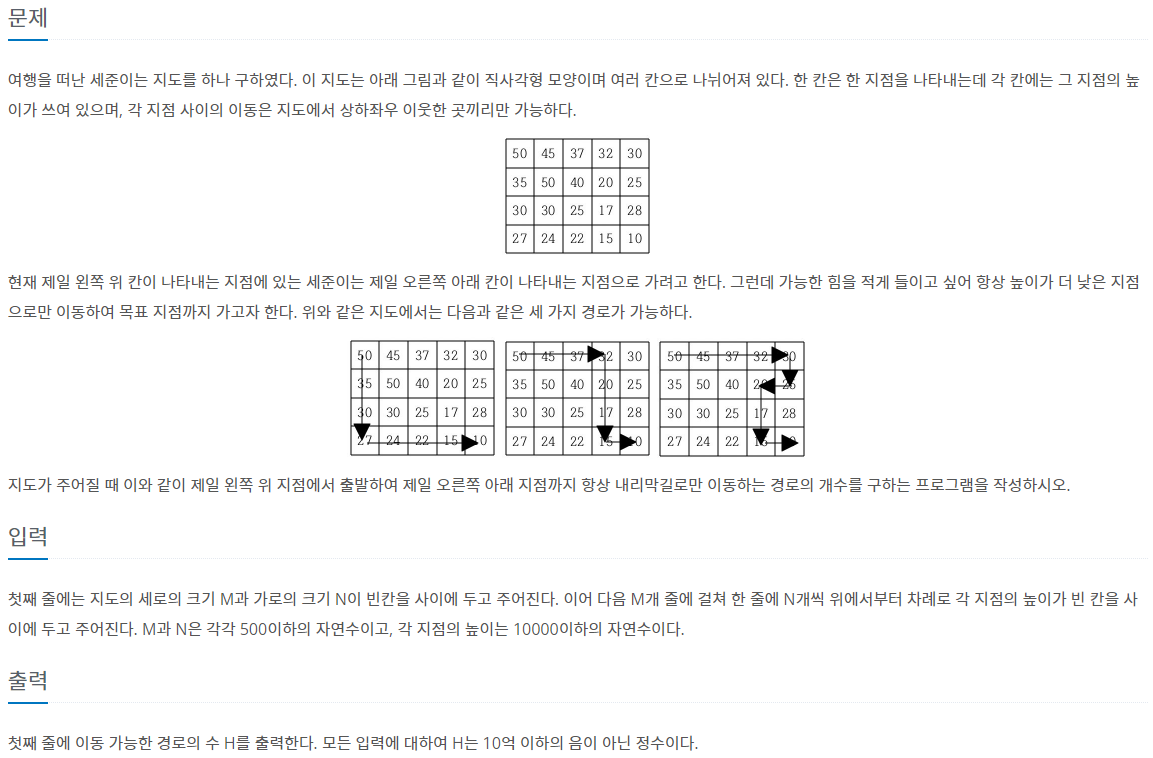 문제
여행을 떠난 세준이는 지도를 하나 구하였다. 이 지도는 아래 그림과 같이 직사각형 모양이며 여러 칸으로 나뉘어져 있다. 한 칸은 한 지점을 나타내는데 각 칸에는 그 지점의 높
이가 쓰여 있으며, 각 지점 사이의 이동은 지도에서 상하좌우 이웃한 곳끼리만 가능하다.
50 45 37 32 30
35 50 40 20 25
30 30 25 17 28
27 24 22 15 10
현재 제일 왼쪽 위 칸이 나타내는 지점에 있는 세준이는 제일 오른쪽 아래 칸이 나타내는 지점으로 가려고 한다. 그런데 가능한 힘을 적게 들이고 싶어 항상 높이가 더 낮은 지점
으로만 이동하여 목표 지점까지 가고자 한다. 위와 같은 지도에서는 다음과 같은 세 가지 경로가 가능하다.
50 45 37 32 30
35 50 40 20 25
30 30 25 17 28
27 24 22 15 10
50 45 37 32 30
35 50 40 20 25
30 30 25 17 28
27 24 22 15 10
50 45 37 32 30
35 50 40 20 25
30 30 25 17 28
27 24 22 15 10
지도가 주어질 때 이와 같이 제일 왼쪽 위 지점에서 출발하여 제일 오른쪽 아래 지점까지 항상 내리막길로만 이동하는 경로의 개수를 구하는 프로그램을 작성하시오.
입력
첫째 줄에는 지도의 세로의 크기 M과 가로의 크기 N이 빈칸을 사이에 두고 주어진다. 이어 다음 M개 줄에 걸쳐 한 줄에 N개씩 위에서부터 차례로 각 지점의 높이가 빈 칸을 사
이에 두고 주어진다. M과 N은 각각 500이하의 자연수이고, 각 지점의 높이는 10000이하의 자연수이다.
출력
첫째 줄에 이동 가능한 경로의 수 H를 출력한다. 모든 입력에 대하여 H는 10억 이하의 음이 아닌 정수이다.